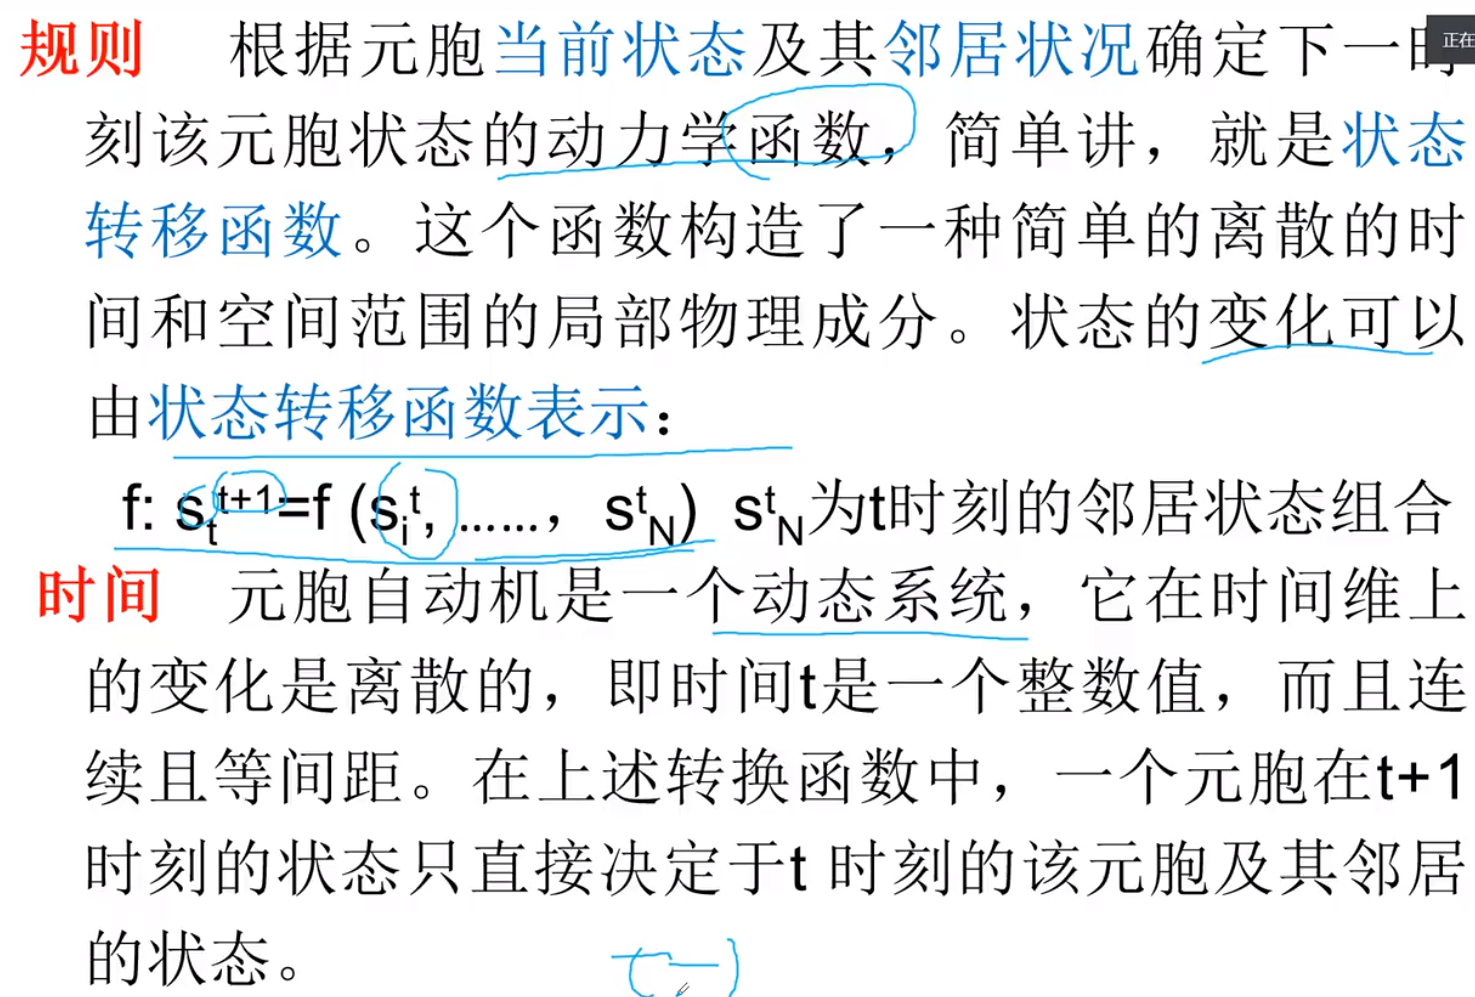 规则 根据元胞当前状态及其邻居状况确定下一时
正在
刻该元胞状态的动力学函数，简单讲，就是状态
转移函数。这个函数构造了一种简单的离散的时
间和空间范围的局部物理成分。状态的变化可以
由状态转移函数表示：
f: sₜᵗ⁺¹=f (sᵢᵗ, ......，sᵗN) sᵗN为t时刻的邻居状态组合
时间 元胞自动机是一个动态系统，它在时间维上
的变化是离散的，即时间t是一个整数值，而且连
续且等间距。在上述转换函数中，一个元胞在t+1
时刻的状态只直接决定于t 时刻的该元胞及其邻居
的状态。